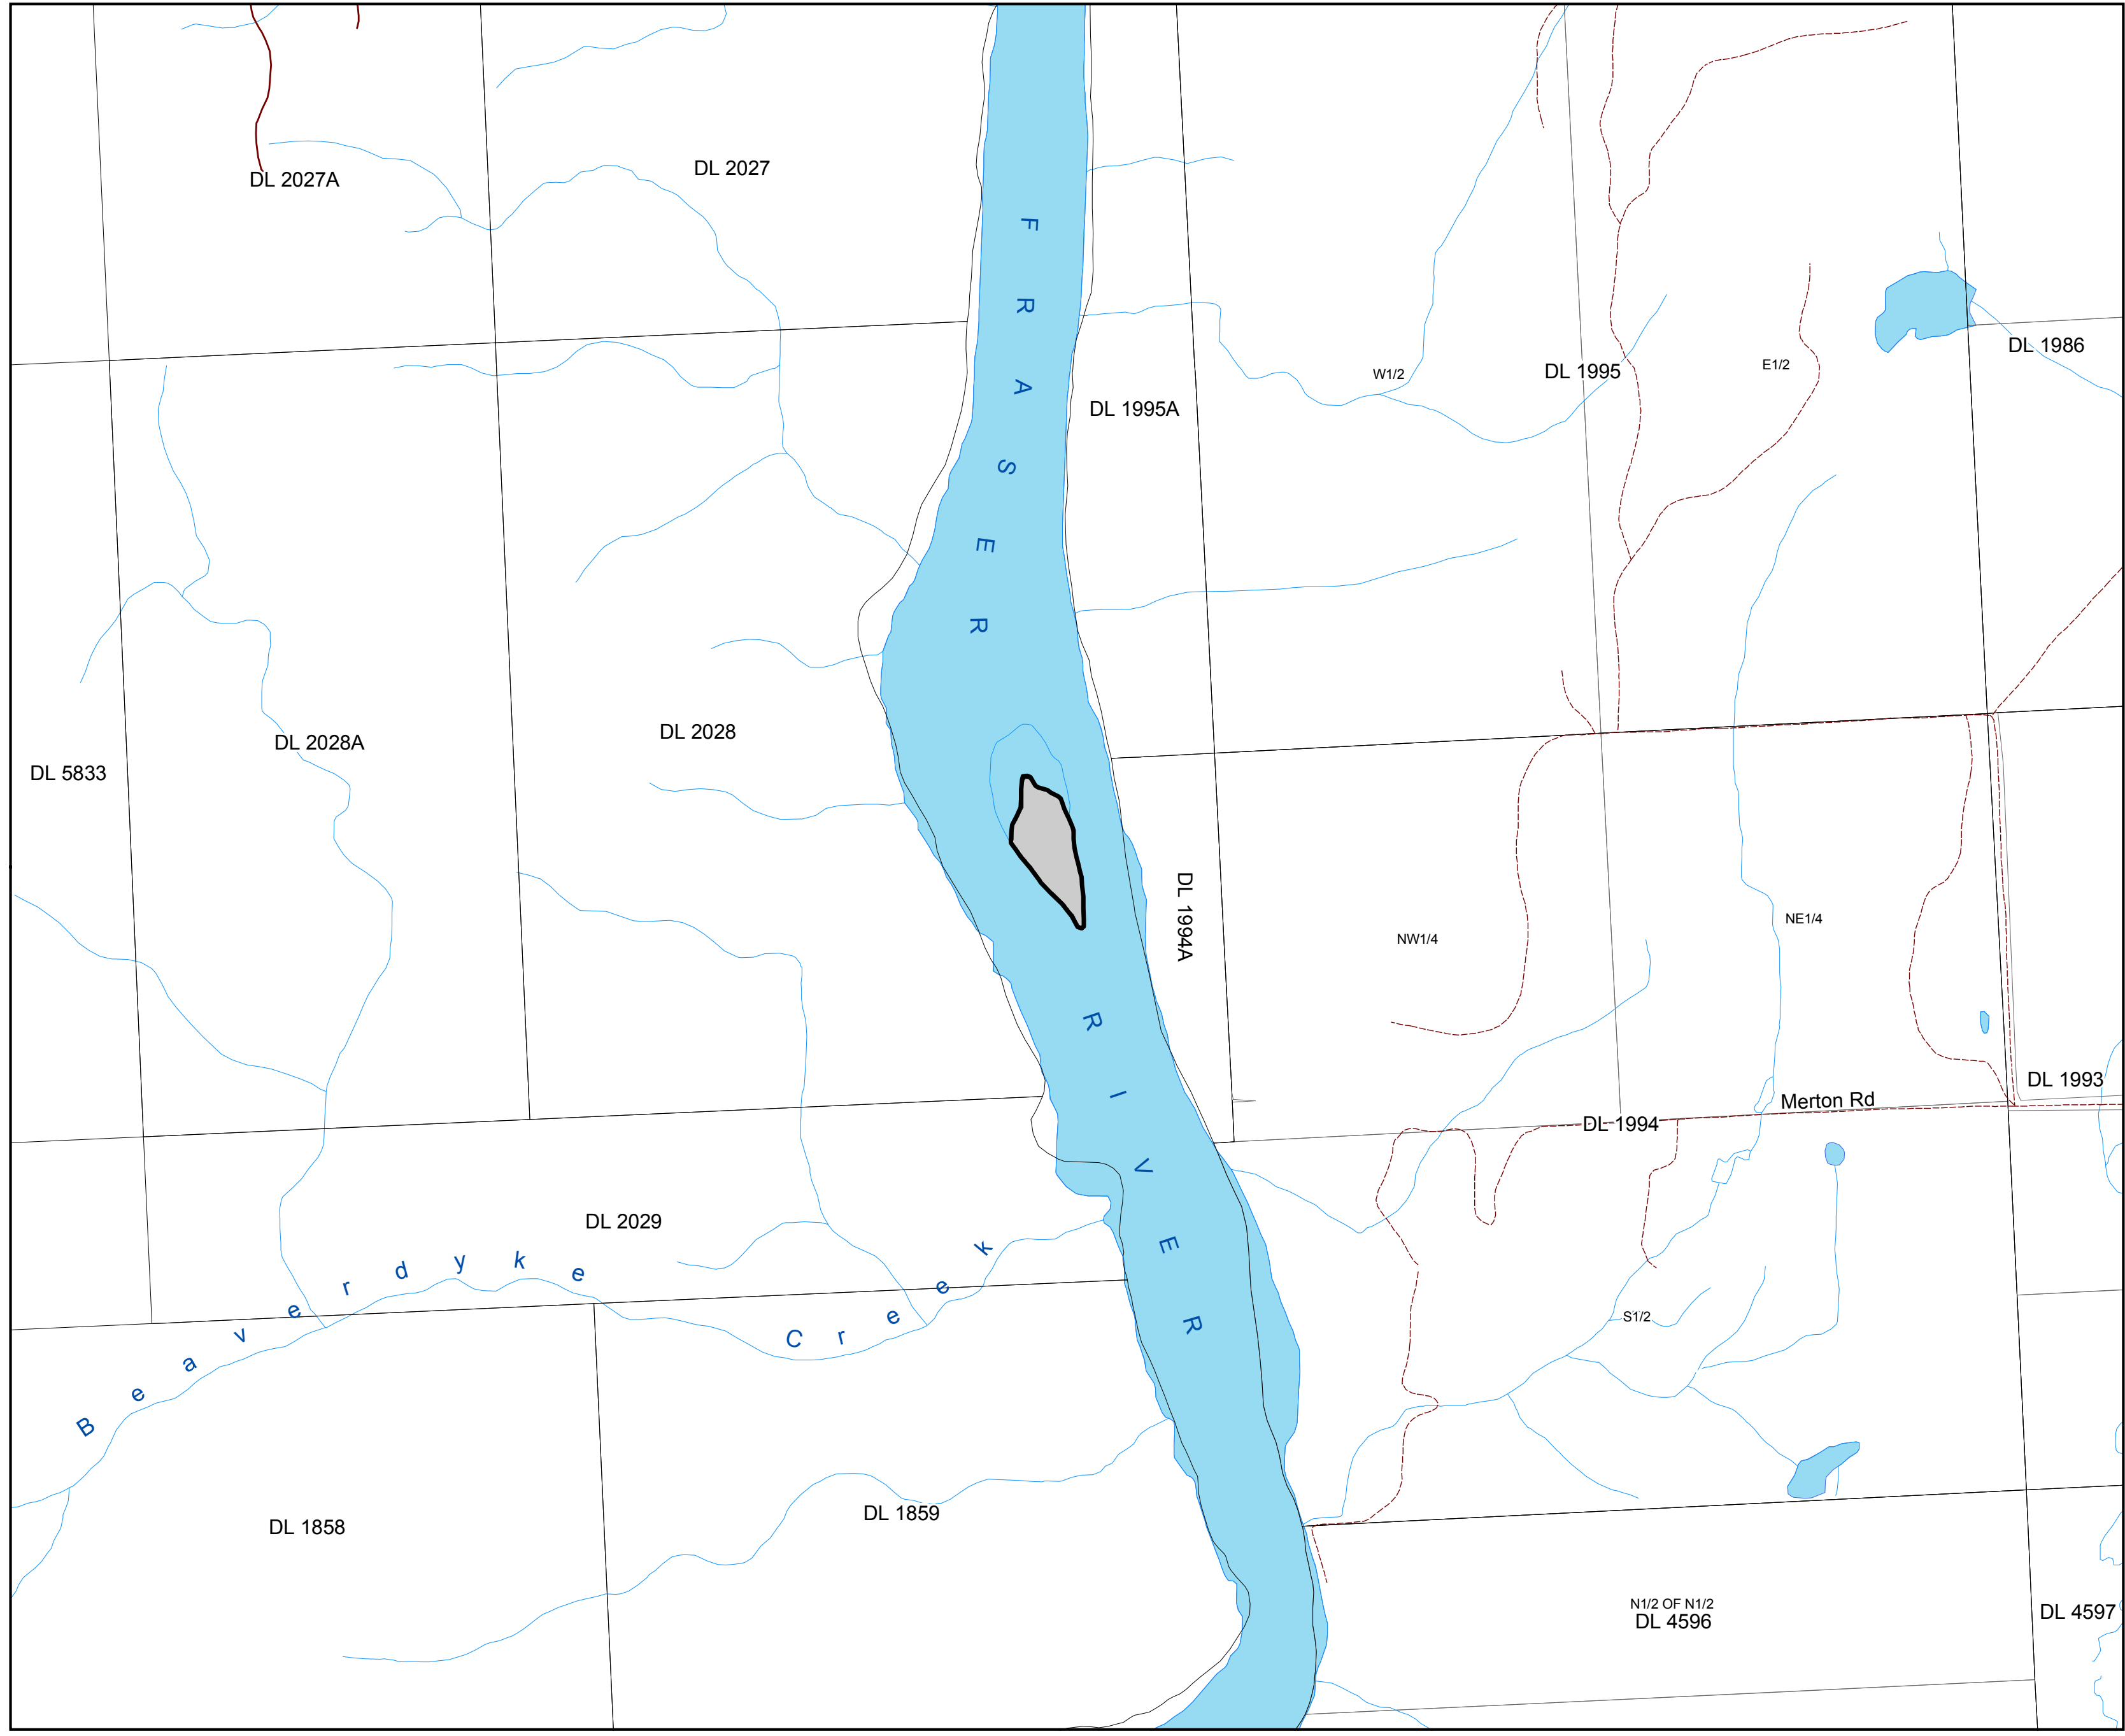 DL 2027A
DL 2027
FRASER RIVER
DL 1995A
W1/2
DL 1995
E1/2
DL 1986
DL 5833
DL 2028A
DL 2028
DL 1994A
NW1/4
NE1/4
DL 1993
Merton Rd
DL 1994
DL 2029
Beaverdyke Creek
S1/2
DL 1858
DL 1859
N1/2 OF N1/2
DL 4596
DL 4597